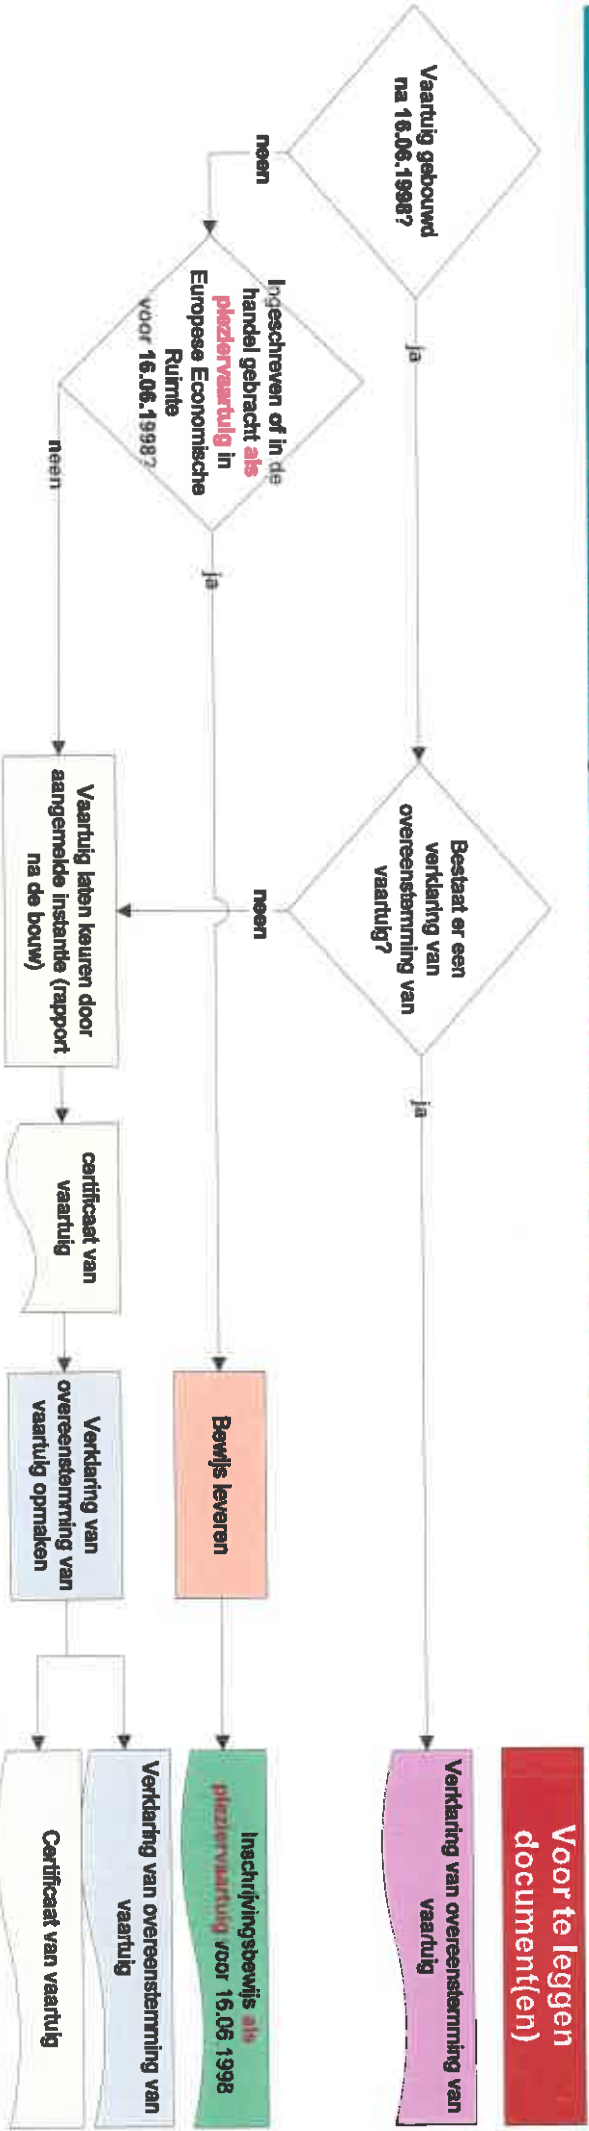 Voor te leggen
document(en)
Vaartuig gebouwd
na 16.06.1998?
ja
neen
Bestaat er een
verklaring van
overeenstemming van
vaartuig?
ja
neen
Verklaring van overeenstemming van
vaartuig
Ingeschreven of in de
handel gebracht als
pleziervaartuig in
Europese Economische
Ruimte
voor 16.06.1998?
ja
neen
Bewijs leveren
Inschrijvingsbewijs als
pleziervaartuig voor 16.06 1998
Vaartuig laten keuren door
aangemelde instantie (rapport
na de bouw)
certificaat van
vaartuig
Verklaring van
overeenstemming van
vaartuig opmaken
Verklaring van overeenstemming van
vaartuig
Certificaat van vaartuig